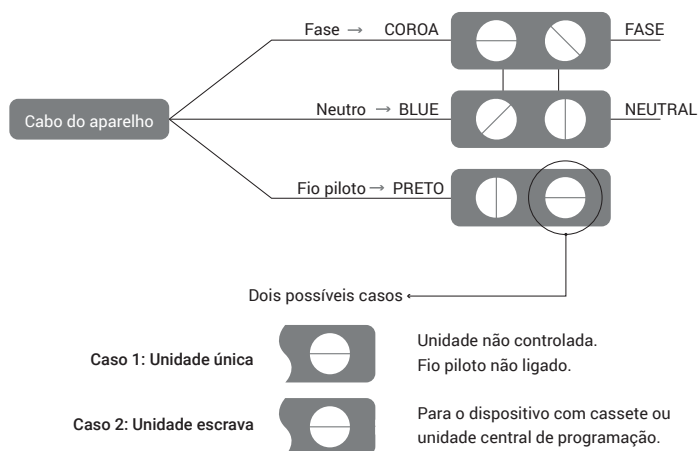 Fase → COROA FASE
Cabo do aparelho
Neutro → BLUE NEUTRAL
Fio piloto → PRETO
Dois possíveis casos ←
Caso 1: Unidade única
Unidade não controlada.
Fio piloto não ligado.
Caso 2: Unidade escrava
Para o dispositivo com cassete ou
unidade central de programação.